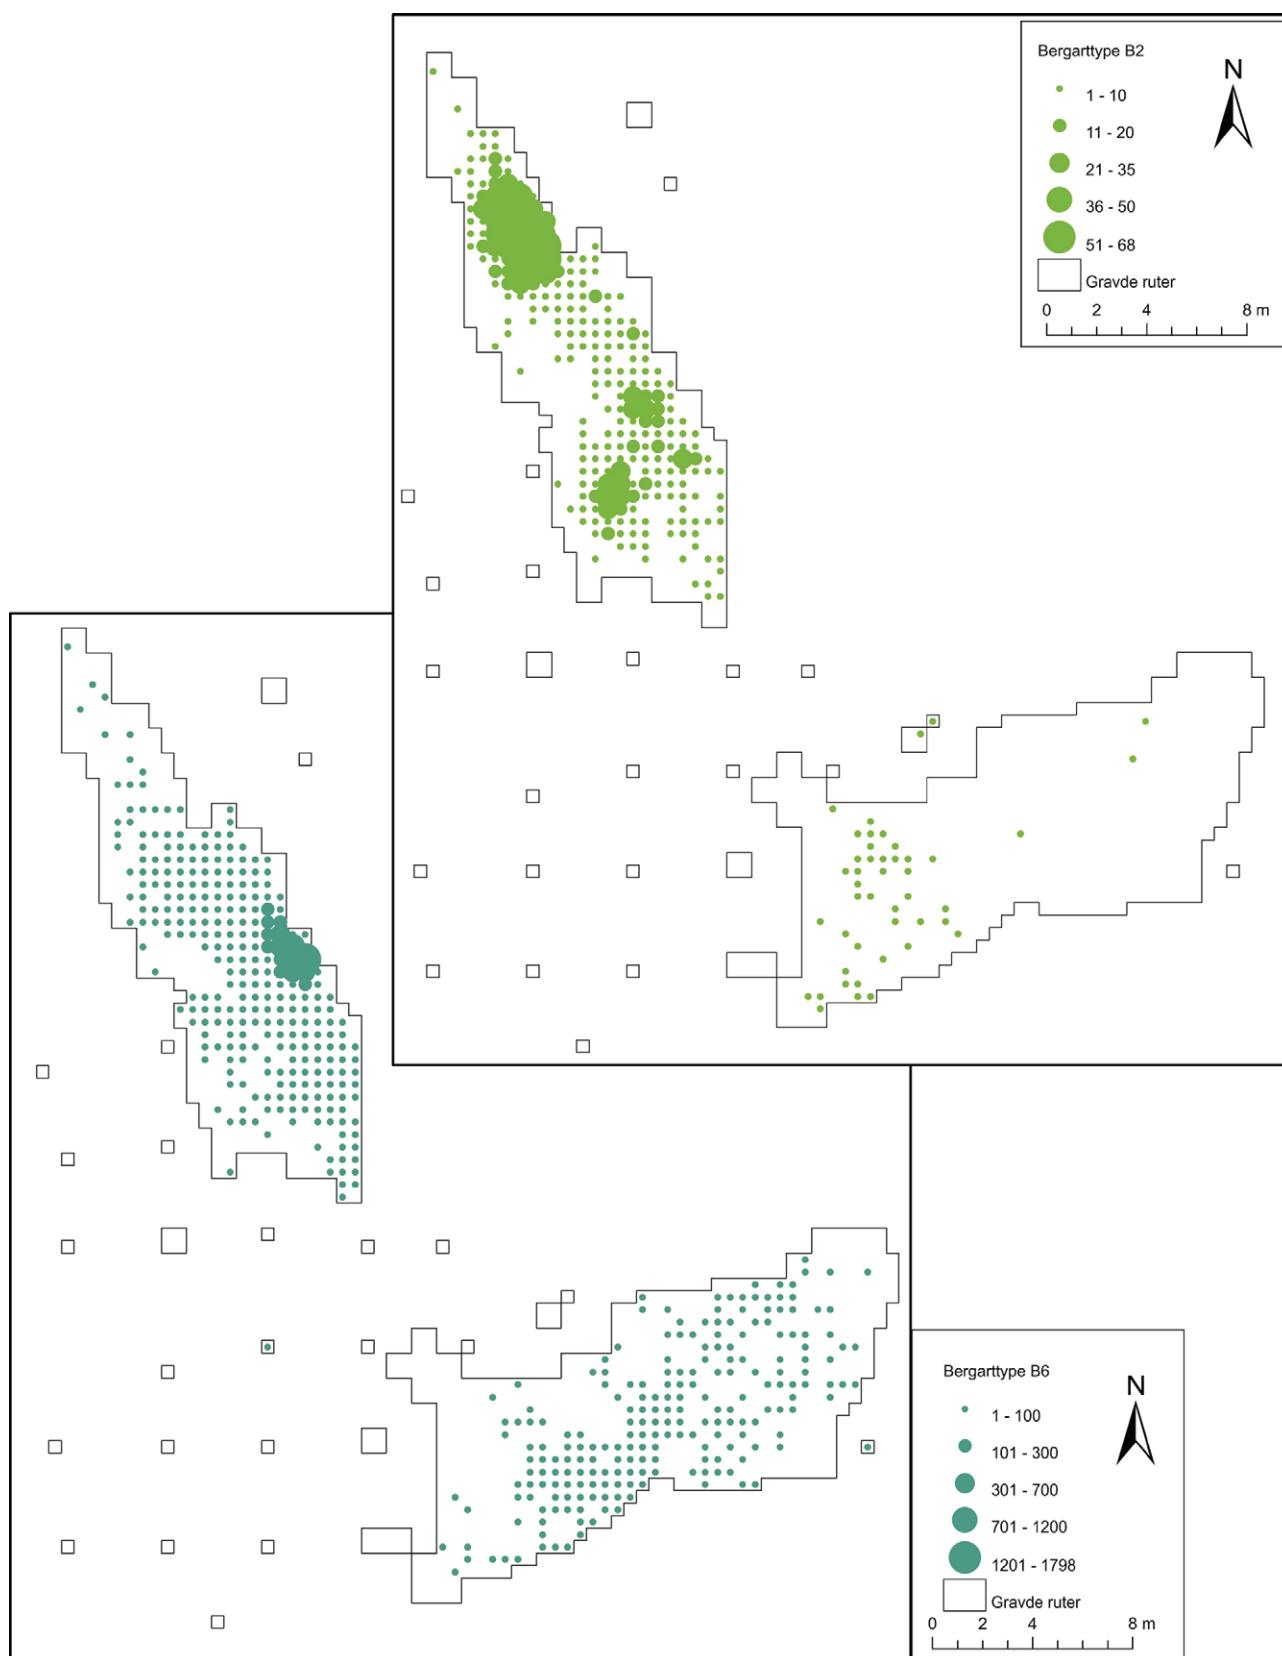 Bergarttype B2
N
1 - 10
11 - 20
21 - 35
36 - 50
51 - 68
Gravde ruter
0 2 4 8 m
Bergarttype B6
N
1 - 100
101 - 300
301 - 700
701 - 1200
1201 - 1798
Gravde ruter
0 2 4 8 m